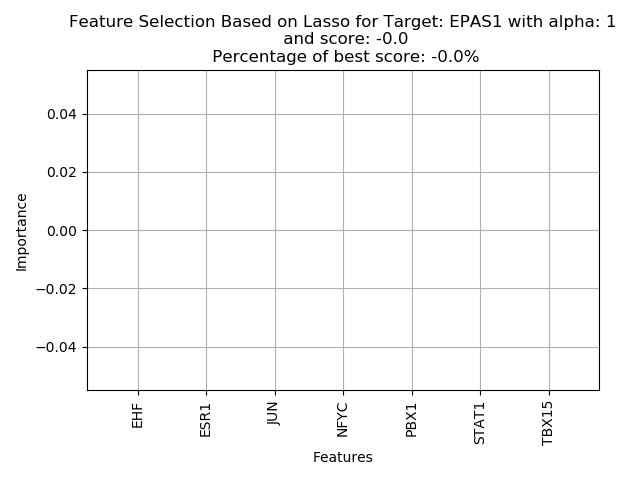 Feature Selection Based on Lasso for Target: EPAS1 with alpha: 1
and score: -0.0
Percentage of best score: -0.0%
Importance
0.04
0.02
0.00
−0.02
−0.04
EHF
ESR1
JUN
NFYC
PBX1
STAT1
TBX15
Features